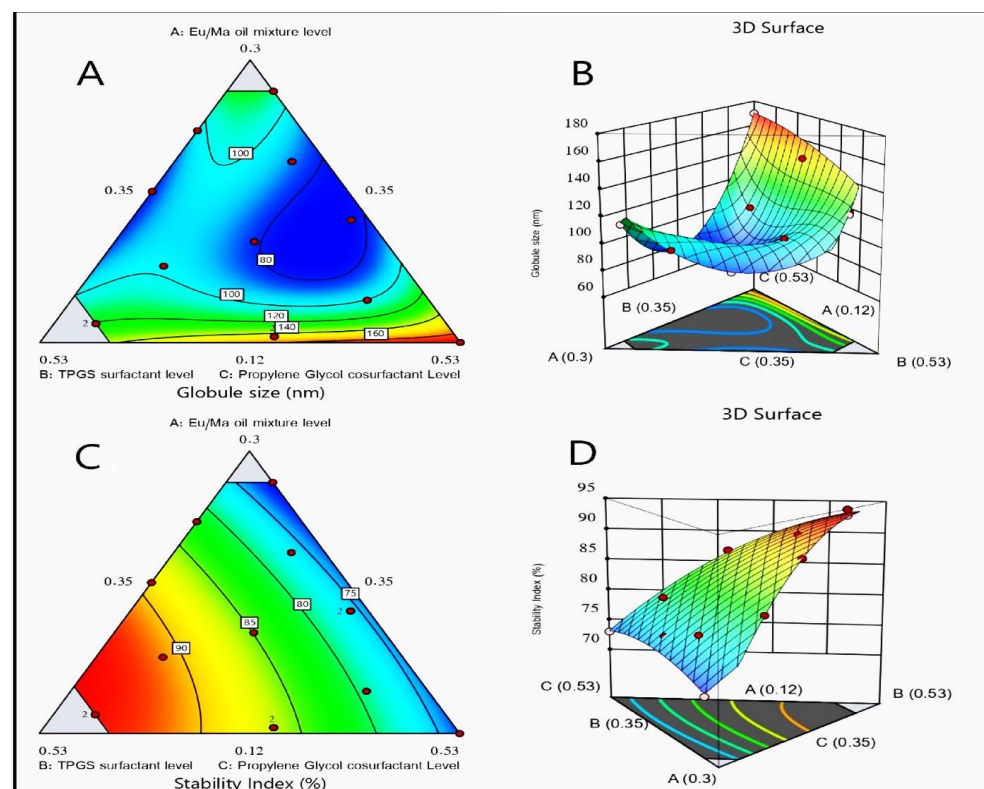 A: Eu/Ma oil mixture level
0.3
A
0.35
0.35
100
80
100
120
140
160
2
2
0.53
0.12
0.53
B: TPGS surfactant level
C: Propylene Glycol cosurfactant Level
Globule size (nm)
3D Surface
B
180
160
140
120
100
80
60
Globule size (nm)
C (0.53)
B (0.35)
A (0.12)
A (0.3)
C (0.35)
B (0.53)
A: Eu/Ma oil mixture level
0.3
C
0.35
0.35
75
80
85
90
2
2
2
0.53
0.12
0.53
B: TPGS surfactant level
C: Propylene Glycol cosurfactant Level
Stability Index (%)
3D Surface
D
95
90
85
80
75
70
Stability Index (%)
C (0.53)
A (0.12)
B (0.53)
B (0.35)
C (0.35)
A (0.3)